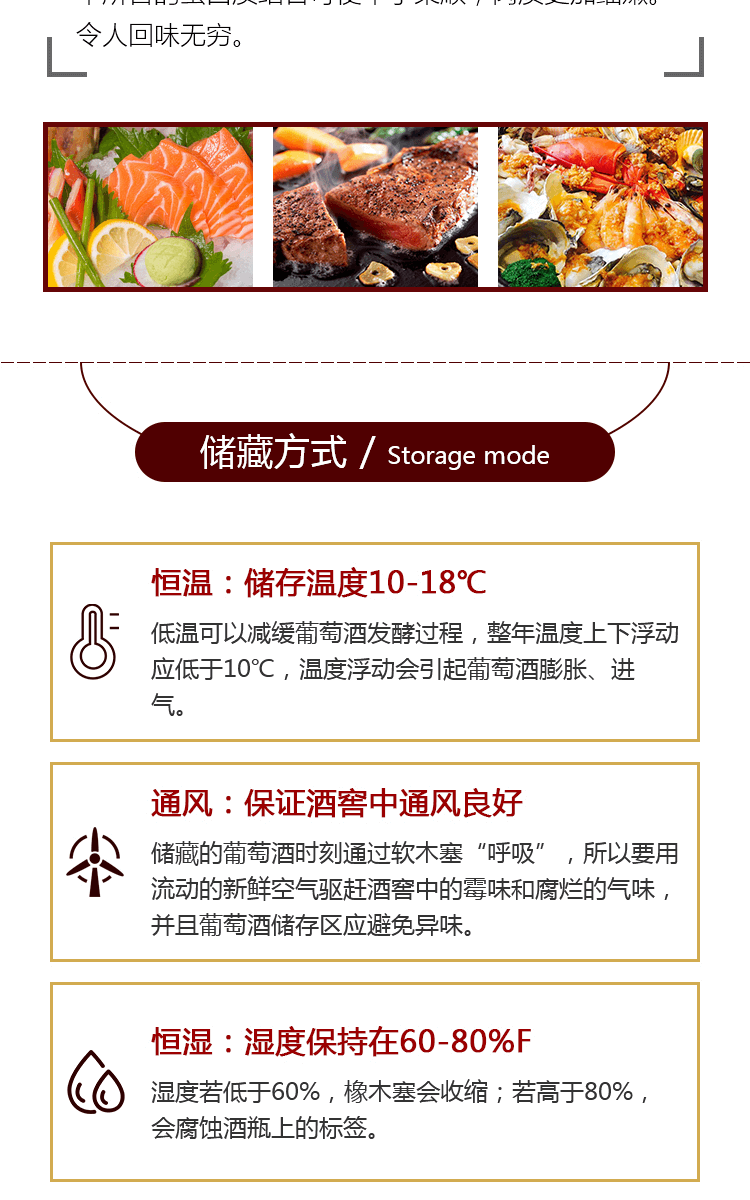 令人回味无穷。
储藏方式 / Storage mode
恒温：储存温度10-18℃
低温可以减缓葡萄酒发酵过程，整年温度上下浮动
应低于10℃，温度浮动会引起葡萄酒膨胀、进
气。
通风：保证酒窖中通风良好
储藏的葡萄酒时刻通过软木塞“呼吸”，所以要用
流动的新鲜空气驱赶酒窖中的霉味和腐烂的气味，
并且葡萄酒储存区应避免异味。
恒湿：湿度保持在60-80%F
湿度若低于60%，橡木塞会收缩；若高于80%，
会腐蚀酒瓶上的标签。